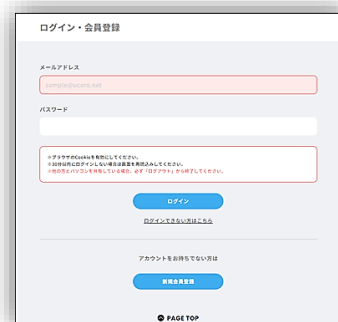 ログイン・会員登録
メールアドレス
sample@ocans.net
パスワード
※ブラウザのCookieを有効にしてください。
※30分以内にログインしない場合は画面を再読込みしてください。
※他の方とパソコンを共有している場合、必ず「ログアウト」から終了してください。
ログイン
ログインできない方はこちら
アカウントをお持ちでない方は
新規会員登録
PAGE TOP